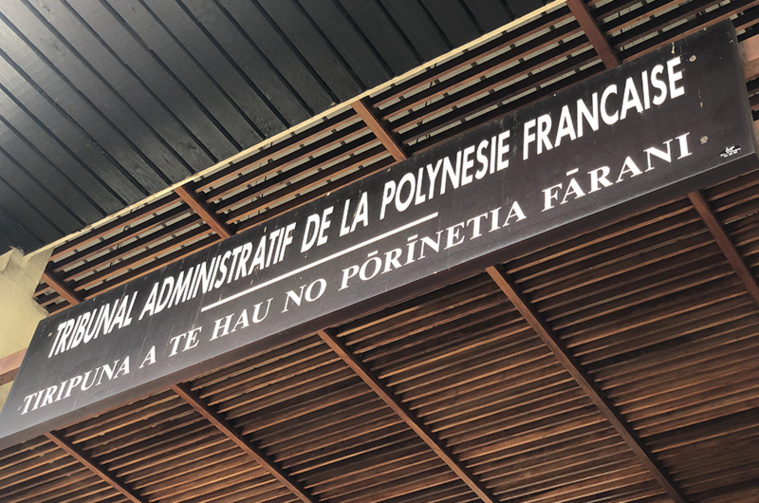 TRIBUNAL ADMINISTRATIF DE LA POLYNESIE FRANCAISE
TIRIPUNA A TE HAU NO PŌRĪNETIA FĀRANI